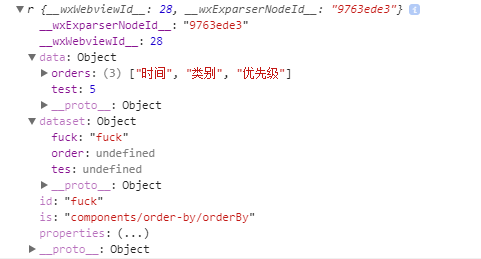 ▼ r {__wxWebviewId__: 28, __wxExparserNodeId__: "9763ede3"} i
__wxExparserNodeId__: "9763ede3"
__wxWebviewId__: 28
▼ data: Object
▶ orders: (3) ["时间", "类别", "优先级"]
test: 5
▶ __proto__: Object
▼ dataset: Object
fuck: "fuck"
order: undefined
tes: undefined
▶ __proto__: Object
id: "fuck"
is: "components/order-by/orderBy"
properties: (...)
▶ __proto__: Object